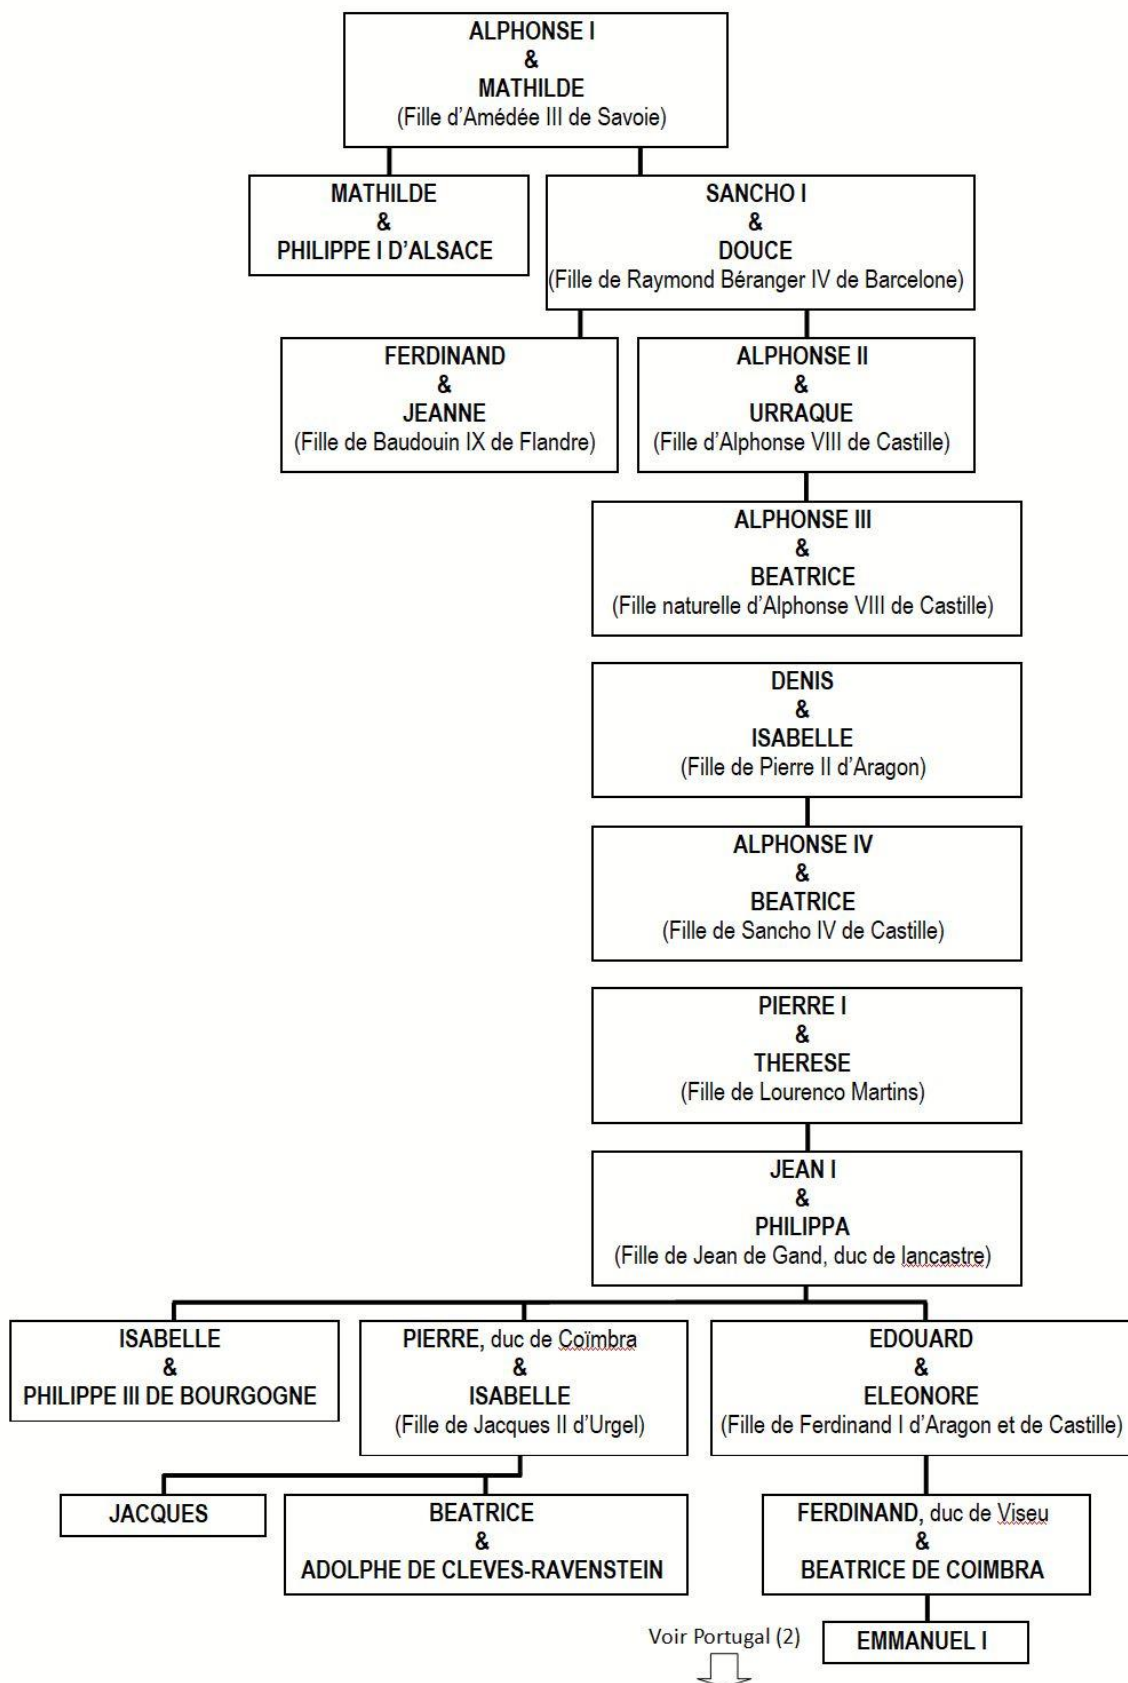 ALPHONSE I
&
MATHILDE
(Fille d'Amédée III de Savoie)
MATHILDE
&
PHILIPPE I D'ALSACE
SANCHO I
&
DOUCE
(Fille de Raymond Béranger IV de Barcelone)
FERDINAND
&
JEANNE
(Fille de Baudouin IX de Flandre)
ALPHONSE II
&
URRAQUE
(Fille d'Alphonse VIII de Castille)
ALPHONSE III
&
BEATRICE
(Fille naturelle d'Alphonse VIII de Castille)
DENIS
&
ISABELLE
(Fille de Pierre II d'Aragon)
ALPHONSE IV
&
BEATRICE
(Fille de Sancho IV de Castille)
PIERRE I
&
THERESE
(Fille de Lourenco Martins)
JEAN I
&
PHILIPPA
(Fille de Jean de Gand, duc de lancastre)
ISABELLE
&
PHILIPPE III DE BOURGOGNE
PIERRE, duc de Coïmbra
&
ISABELLE
(Fille de Jacques II d'Urgel)
EDOUARD
&
ELEONORE
(Fille de Ferdinand I d'Aragon et de Castille)
JACQUES
BEATRICE
&
ADOLPHE DE CLEVES-RAVENSTEIN
FERDINAND, duc de Viseu
&
BEATRICE DE COIMBRA
Voir Portugal (2)
EMMANUEL I